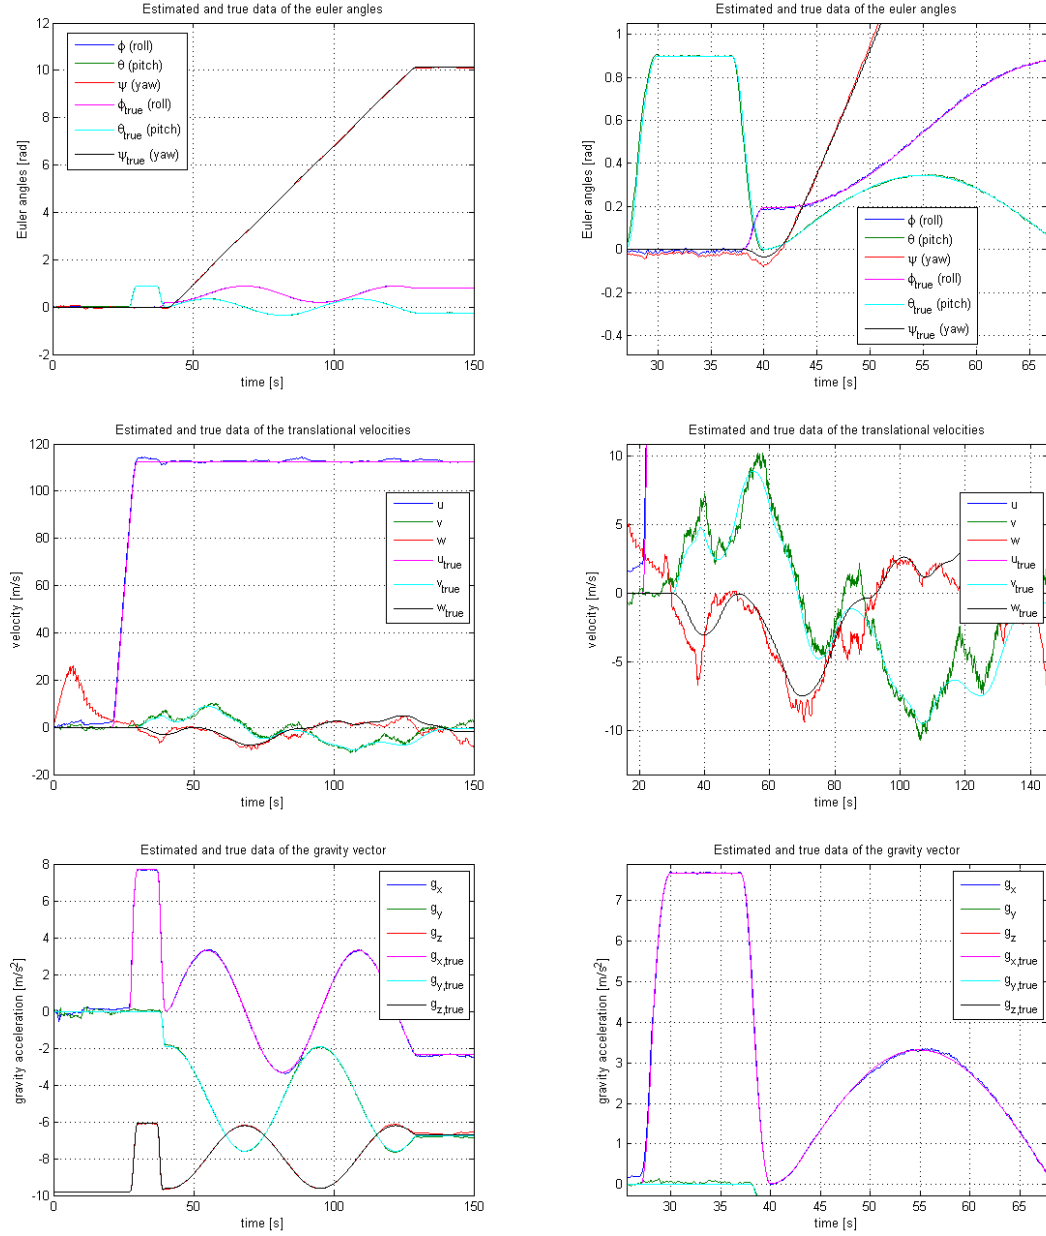 Estimated and true data of the euler angles
12
10
8
6
4
2
0
-2
Euler angles [rad]
ϕ (roll)
θ (pitch)
ψ (yaw)
ϕtrue (roll)
θtrue (pitch)
ψtrue (yaw)
0
50
100
150
time [s]
Estimated and true data of the euler angles
1
0.8
0.6
0.4
0.2
0
-0.2
-0.4
Euler angles [rad]
ϕ (roll)
θ (pitch)
ψ (yaw)
ϕtrue (roll)
θtrue (pitch)
ψtrue (yaw)
30
35
40
45
50
55
60
65
time [s]
Estimated and true data of the translational velocities
120
100
80
60
40
20
0
-20
velocity [m/s]
u
v
w
utrue
vtrue
wtrue
0
50
100
150
time [s]
Estimated and true data of the translational velocities
10
5
0
-5
-10
velocity [m/s]
u
v
w
utrue
vtrue
wtrue
20
40
60
80
100
120
140
time [s]
Estimated and true data of the gravity vector
8
6
4
2
0
-2
-4
-6
-8
-10
gravity acceleration [m/s²]
gx
gy
gz
gx,true
gy,true
gz,true
0
50
100
150
time [s]
Estimated and true data of the gravity vector
7
6
5
4
3
2
1
0
gravity acceleration [m/s²]
gx
gy
gz
gx,true
gy,true
gz,true
30
35
40
45
50
55
60
65
time [s]